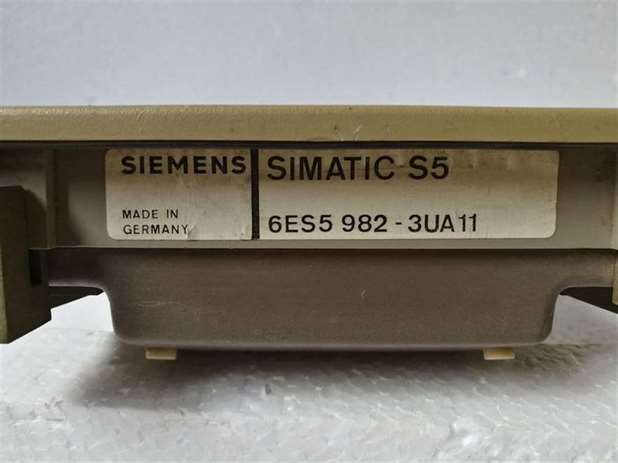 SIEMENS
SIMATIC S5
MADE IN
GERMANY
6ES5 982-3UA11